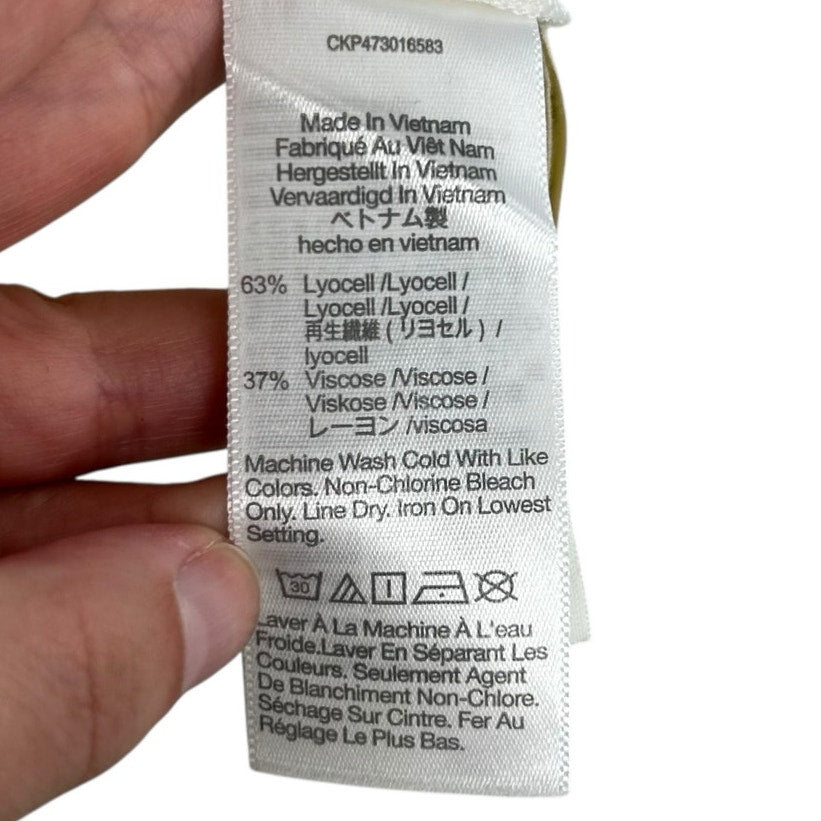 CKP473016583
Made In Vietnam
Fabriqué Au Viêt Nam
Hergestellt In Vietnam
Vervaardigd In Vietnam
ベトナム製
hecho en vietnam
63% Lyocell /Lyocell /
Lyocell /Lyocell /
再生繊維 ( リヨセル ) /
lyocell
37% Viscose /Viscose /
Viskose /Viscose /
レーヨン /viscosa
Machine Wash Cold With Like
Colors. Non-Chlorine Bleach
Only. Line Dry. Iron On Lowest
Setting.
30
Laver À La Machine À L'eau
Froide.Laver En Séparant Les
Couleurs. Seulement Agent
De Blanchiment Non-Chlore.
Séchage Sur Cintre. Fer Au
Réglage Le Plus Bas.